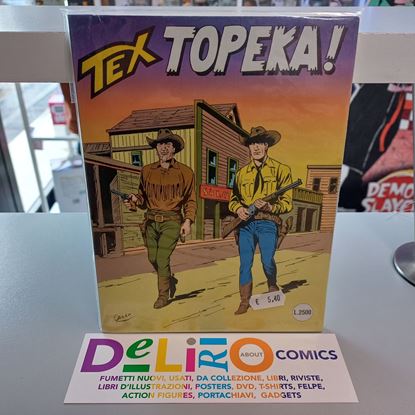 TEX TOPEKA!
SALOON
€ 5,40
L.2500
DEMON
SLAYER
DeLiRiO ABOUT COMICS
FUMETTI NUOVI, USATI, DA COLLEZIONE, LIBRI, RIVISTE,
LIBRI D'ILLUSTRAZIONI, POSTERS, DVD, T-SHIRTS, FELPE,
ACTION FIGURES, PORTACHIAVI, GADGETS